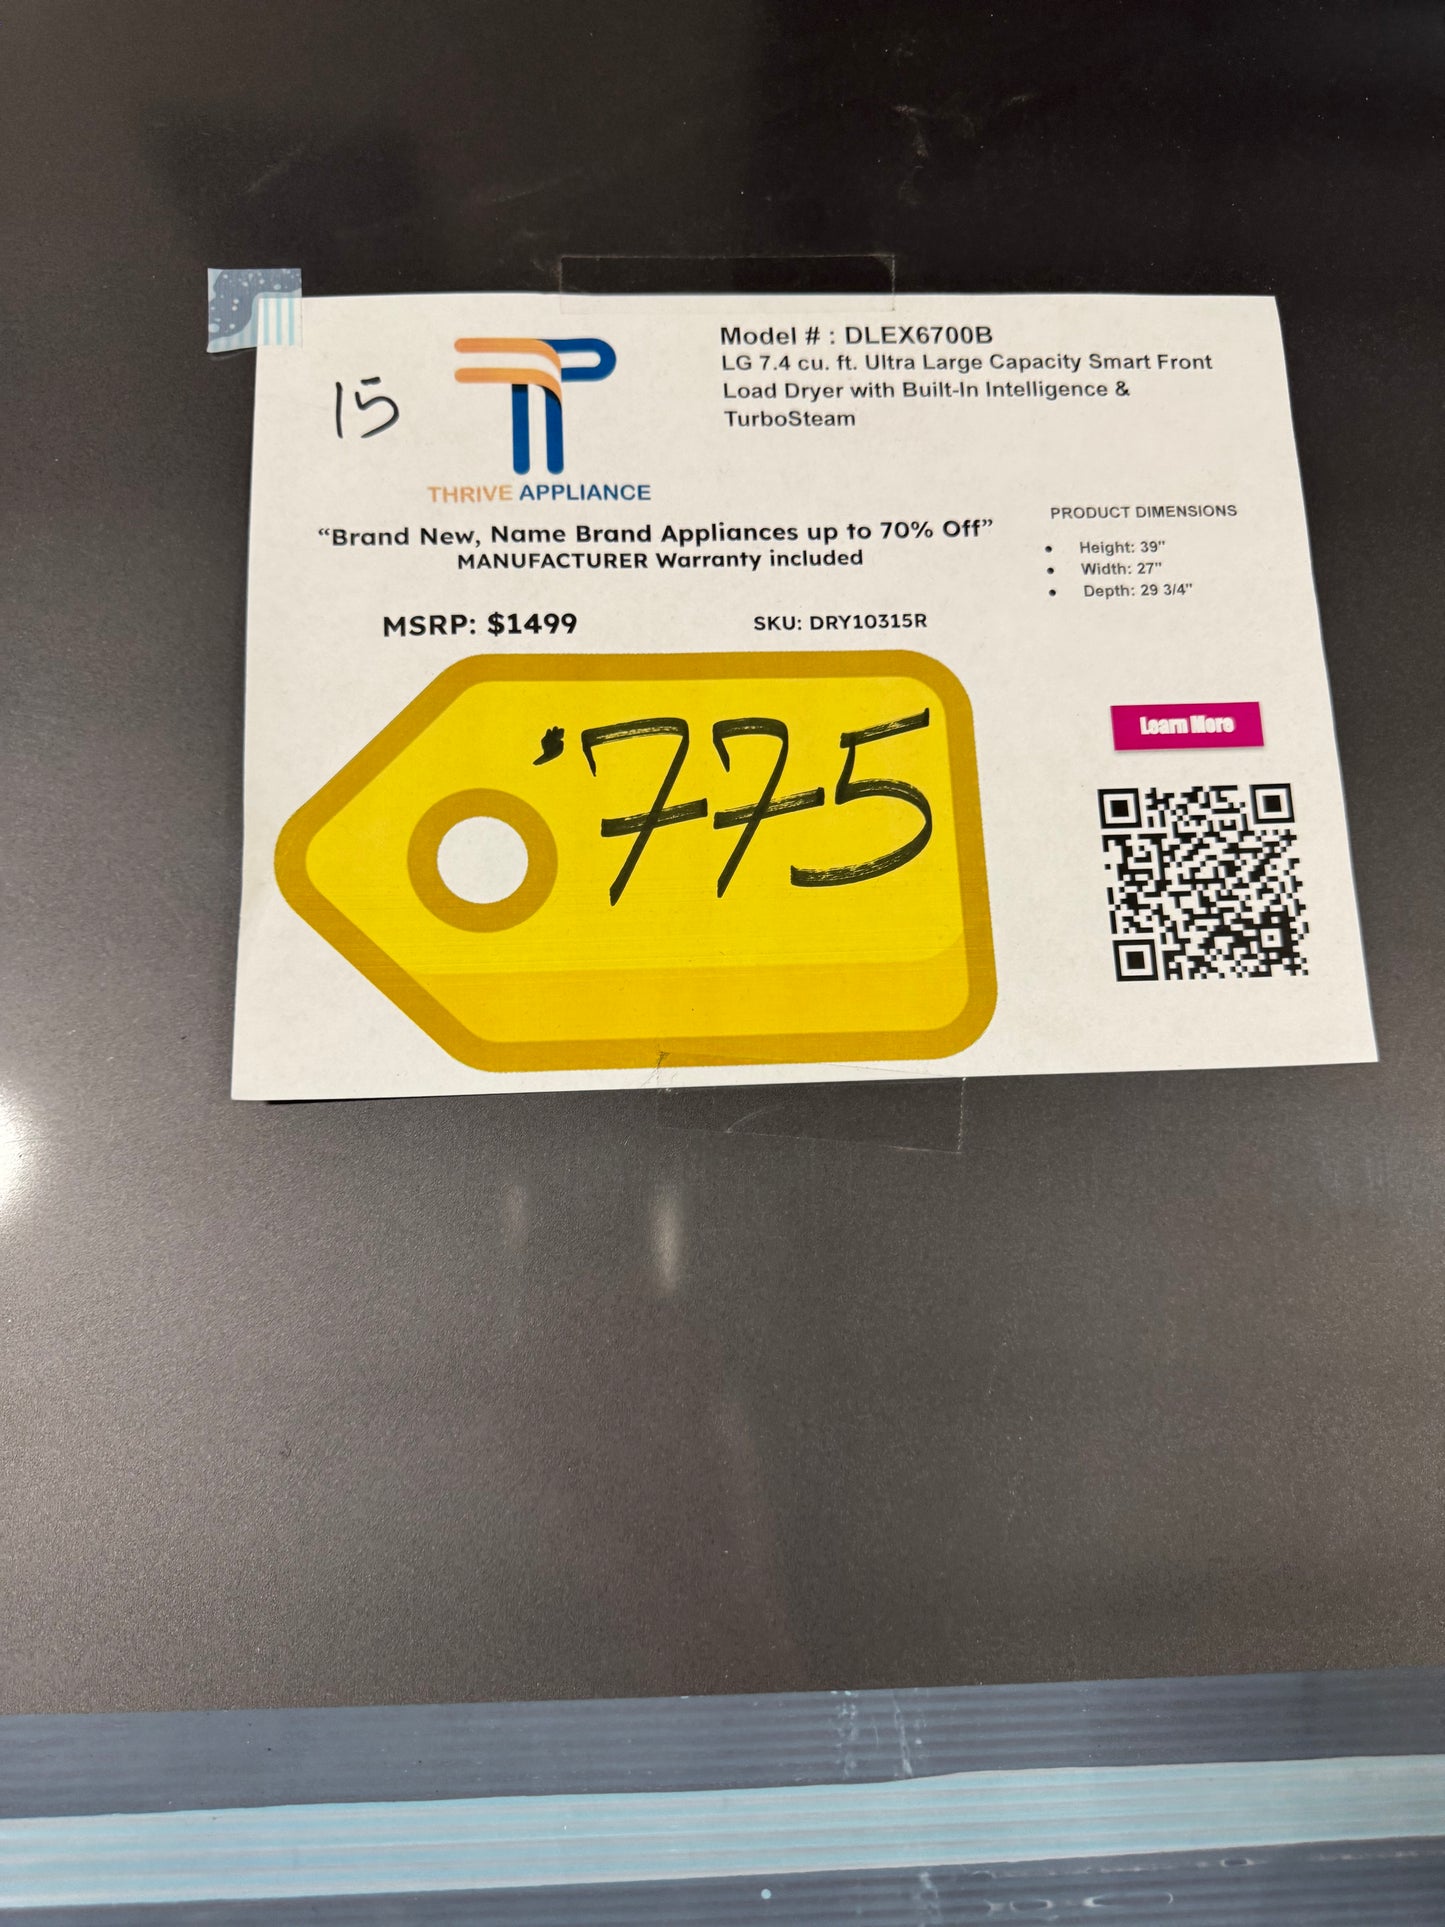 15
THRIVE APPLIANCE
Model # : DLEX6700B
LG 7.4 cu. ft. Ultra Large Capacity Smart Front
Load Dryer with Built-In Intelligence &
TurboSteam
“Brand New, Name Brand Appliances up to 70% Off”
MANUFACTURER Warranty included
PRODUCT DIMENSIONS
• Height: 39"
• Width: 27"
• Depth: 29 3/4"
MSRP: $1499
SKU: DRY10315R
$775
Learn More